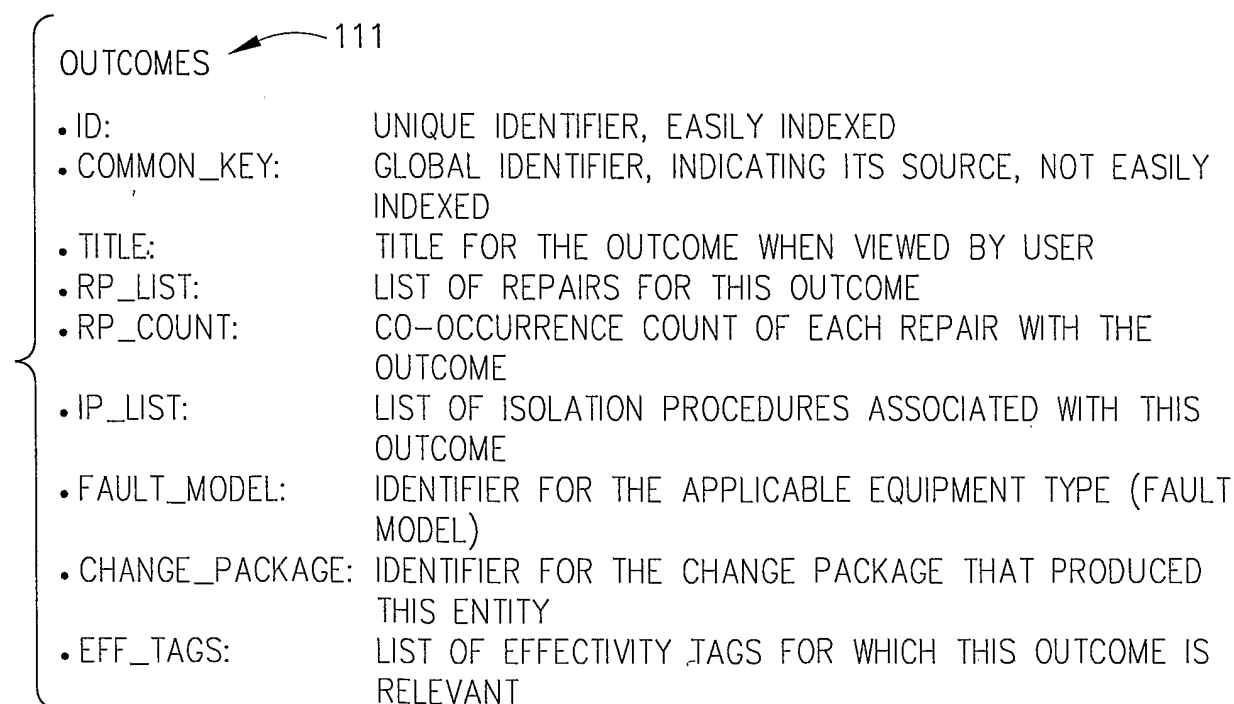 111
OUTCOMES
• ID: UNIQUE IDENTIFIER, EASILY INDEXED
• COMMON_KEY: GLOBAL IDENTIFIER, INDICATING ITS SOURCE, NOT EASILY
INDEXED
• TITLE: TITLE FOR THE OUTCOME WHEN VIEWED BY USER
• RP_LIST: LIST OF REPAIRS FOR THIS OUTCOME
• RP_COUNT: CO-OCCURRENCE COUNT OF EACH REPAIR WITH THE
OUTCOME
• IP_LIST: LIST OF ISOLATION PROCEDURES ASSOCIATED WITH THIS
OUTCOME
• FAULT_MODEL: IDENTIFIER FOR THE APPLICABLE EQUIPMENT TYPE (FAULT
MODEL)
• CHANGE_PACKAGE: IDENTIFIER FOR THE CHANGE PACKAGE THAT PRODUCED
THIS ENTITY
• EFF_TAGS: LIST OF EFFECTIVITY TAGS FOR WHICH THIS OUTCOME IS
RELEVANT